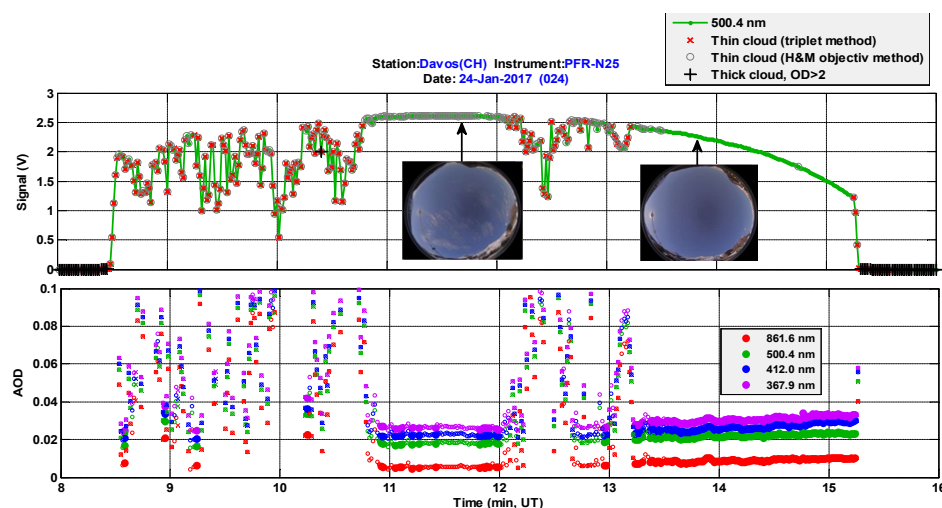 500.4 nm
Thin cloud (triplet method)
Thin cloud (H&M objectiv method)
Thick cloud, OD>2
Station:Davos(CH) Instrument:PFR-N25
Date: 24-Jan-2017 (024)
3
2.5
2
1.5
1
0.5
0
Signal (V)
0.1
0.08
0.06
0.04
0.02
0
AOD
861.6 nm
500.4 nm
412.0 nm
367.9 nm
8 9 10 11 12 13 14 15 16
Time (min, UT)